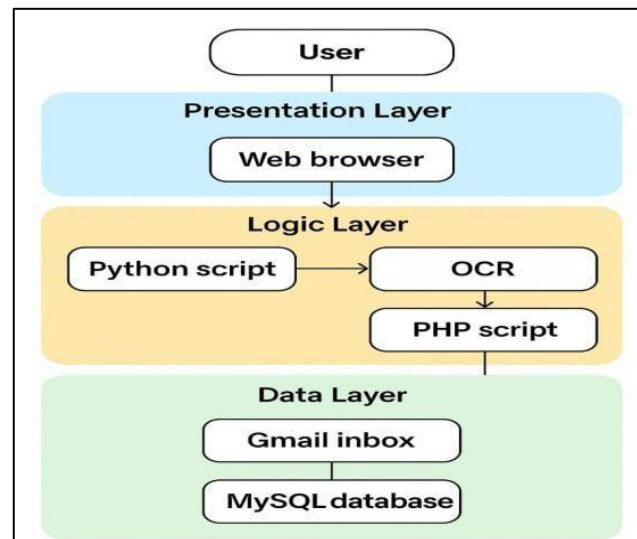 User
Presentation Layer
Web browser
Logic Layer
Python script
OCR
PHP script
Data Layer
Gmail inbox
MySQL database